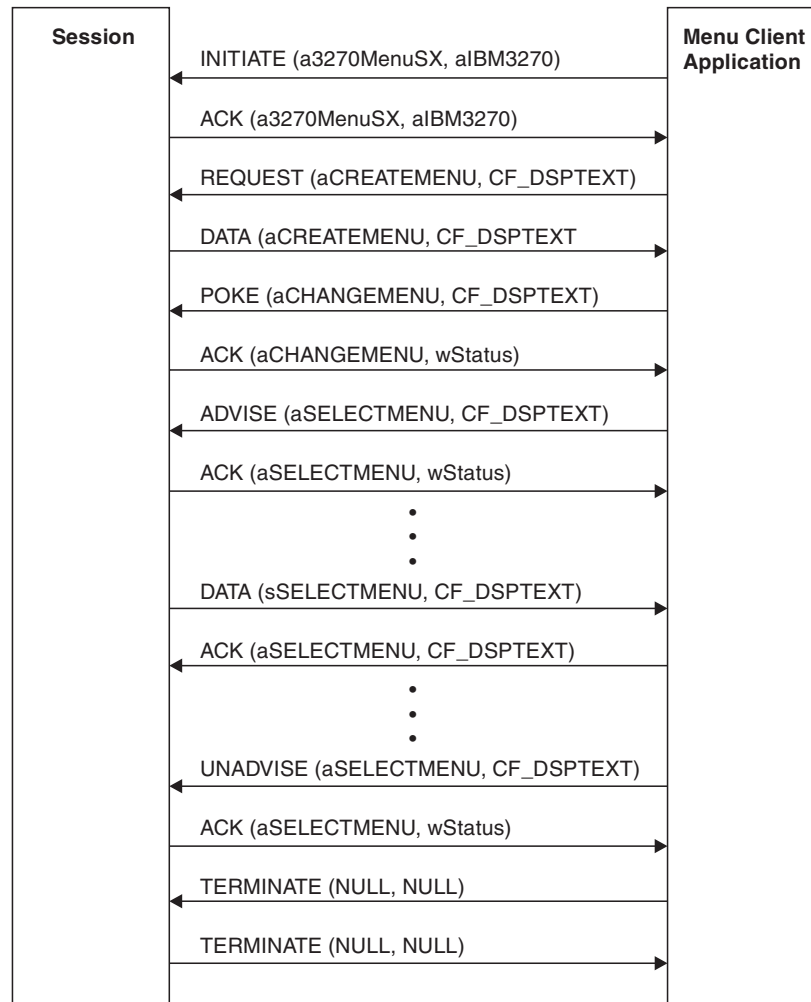 Session
Menu Client
Application
INITIATE (a3270MenuSX, aIBM3270)
ACK (a3270MenuSX, aIBM3270)
REQUEST (aCREATEMENU, CF_DSPTEXT)
DATA (aCREATEMENU, CF_DSPTEXT
POKE (aCHANGEMENU, CF_DSPTEXT)
ACK (aCHANGEMENU, wStatus)
ADVISE (aSELECTMENU, CF_DSPTEXT)
ACK (aSELECTMENU, wStatus)
DATA (sSELECTMENU, CF_DSPTEXT)
ACK (aSELECTMENU, CF_DSPTEXT)
UNADVISE (aSELECTMENU, CF_DSPTEXT)
ACK (aSELECTMENU, wStatus)
TERMINATE (NULL, NULL)
TERMINATE (NULL, NULL)